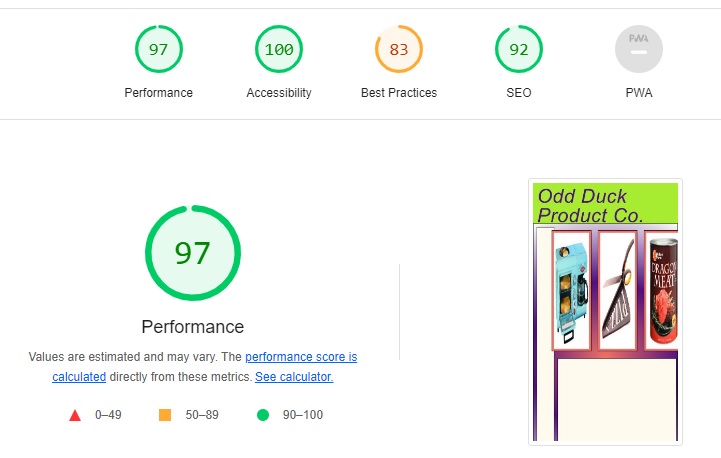 97
100
83
92
PWA
Performance
Accessibility
Best Practices
SEO
PWA
97
Performance
Values are estimated and may vary. The performance score is
calculated directly from these metrics. See calculator.
0–49
50–89
90–100
Odd Duck
Product Co.
DRAGON
MEAT